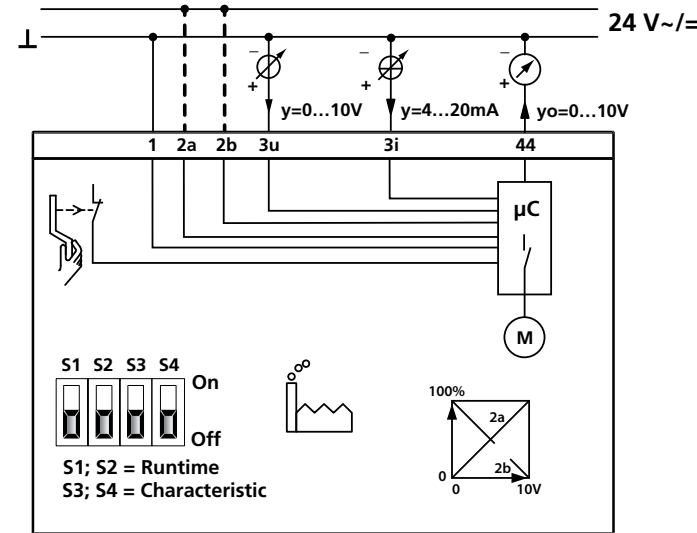 24 V~/=
⊥
– – –
+ + +
y=0...10V y=4...20mA yo=0...10V
1 2a 2b 3u 3i 44
µC
M
S1 S2 S3 S4
On
Off
S1; S2 = Runtime
S3; S4 = Characteristic
100%
2a
2b
0
0 10V